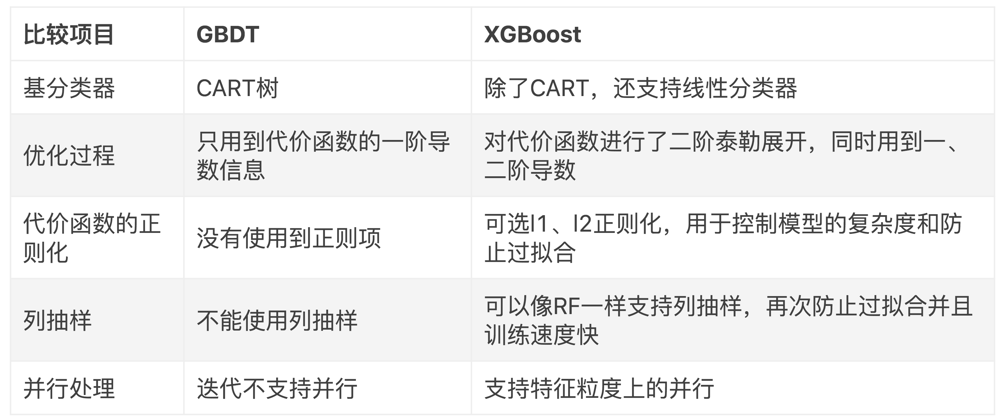 比较项目
GBDT
XGBoost
基分类器
CART树
除了CART，还支持线性分类器
优化过程
只用到代价函数的一阶导
数信息
对代价函数进行了二阶泰勒展开，同时用到一、
二阶导数
代价函数的正
则化
没有使用到正则项
可选l1、l2正则化，用于控制模型的复杂度和防
止过拟合
列抽样
不能使用列抽样
可以像RF一样支持列抽样，再次防止过拟合并且
训练速度快
并行处理
迭代不支持并行
支持特征粒度上的并行